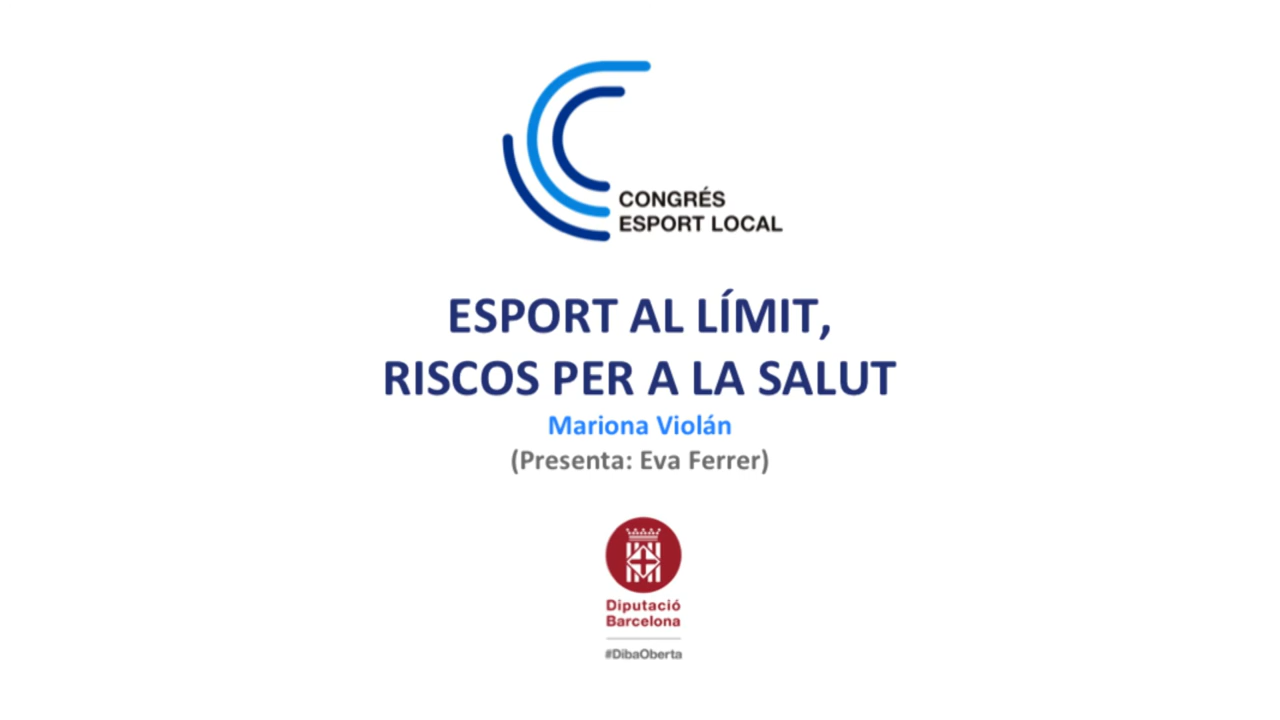 CONGRÉS
ESPORT LOCAL
ESPORT AL LÍMIT,
RISCOS PER A LA SALUT
Mariona Violán
(Presenta: Eva Ferrer)
Diputació
Barcelona
#DibaOberta